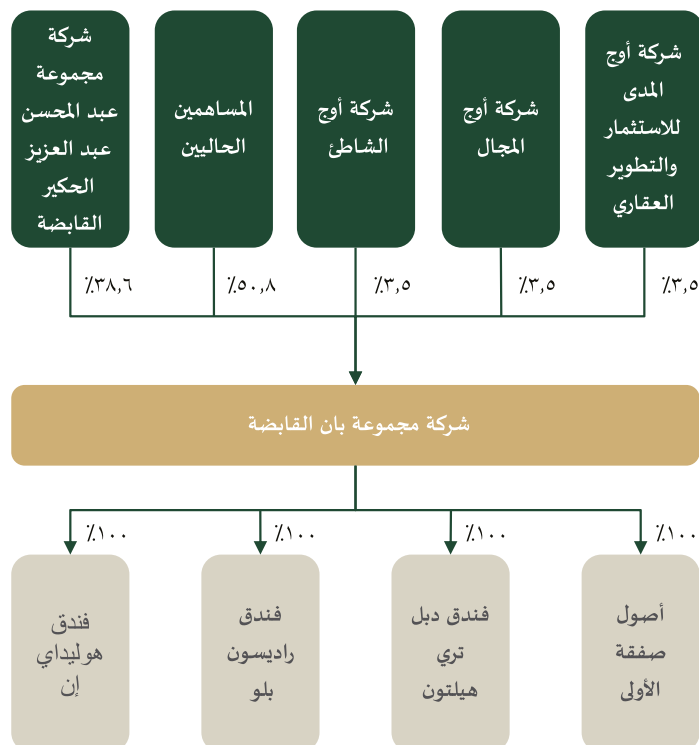 شركة أوج
المدى
للاستثمار
والتطوير
العقاري
شركة أوج
المجال
شركة أوج
الشاطئ
المساهمين
الحاليين
شركة
مجموعة
عبد المحسن
عبد العزيز
الحكير
القابضة
٪٣,٥
٪٣,٥
٪٣,٥
٪٥٠,٨
٪٣٨,٦
شركة مجموعة بان القابضة
٪١٠٠
٪١٠٠
٪١٠٠
٪١٠٠
أصول
صفقة
الأولى
فندق دبل
تري
هيلتون
فندق
راديسون
بلو
فندق
هوليداي
إن